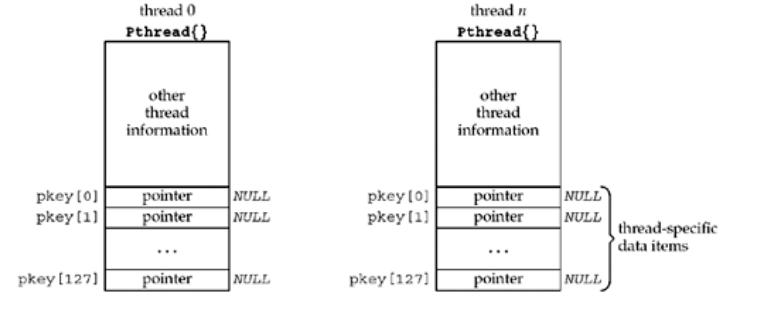 thread 0
Pthread{}
other
thread
information
pkey[0] pointer NULL
pkey[1] pointer NULL
...
pkey[127] pointer NULL
thread n
Pthread{}
other
thread
information
pkey[0] pointer NULL
pkey[1] pointer NULL
...
pkey[127] pointer NULL
thread-specific
data items